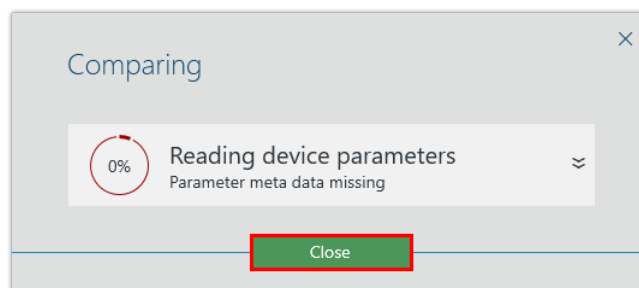 Comparing
0%
Reading device parameters
Parameter meta data missing
Close